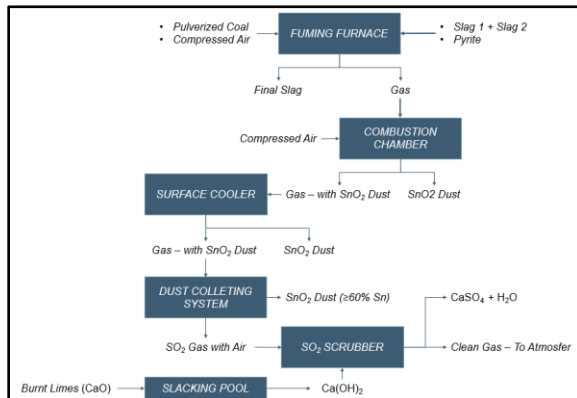 • Pulverized Coal
• Compressed Air
FUMING FURNACE
• Slag 1 + Slag 2
• Pyrite
Final Slag
Gas
Compressed Air
COMBUSTION
CHAMBER
SURFACE COOLER
Gas – with SnO₂ Dust
SnO2 Dust
Gas – with SnO₂ Dust
SnO₂ Dust
DUST COLLETING
SYSTEM
SnO₂ Dust (≥60% Sn)
CaSO₄ + H₂O
SO₂ Gas with Air
SO₂ SCRUBBER
Clean Gas – To Atmosfer
Burnt Limes (CaO)
SLACKING POOL
Ca(OH)₂